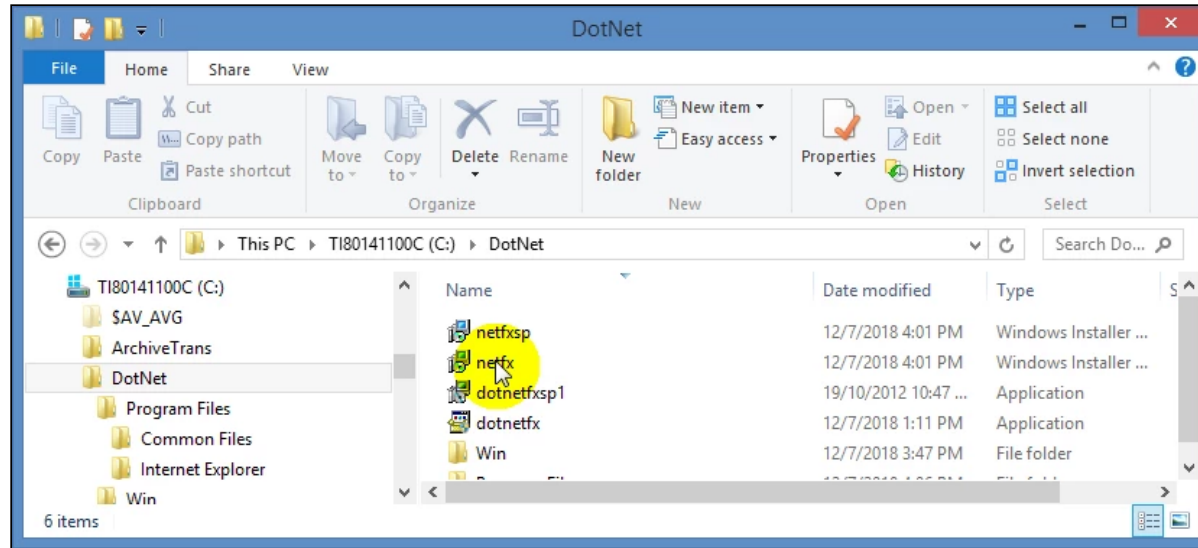 DotNet
File Home Share View
Copy Paste Cut Copy path Paste shortcut Move to Copy to Delete Rename New folder New item Easy access Properties Open Edit History Select all Select none Invert selection
Clipboard Organize New Open Select
This PC TI80141100C (C:) DotNet Search Do...
TI80141100C (C:)
$AV_AVG
ArchiveTrans
DotNet
Program Files
Common Files
Internet Explorer
Win
Name Date modified Type S
netfxsp 12/7/2018 4:01 PM Windows Installer ...
netfx 12/7/2018 4:01 PM Windows Installer ...
dotnetfxsp1 19/10/2012 10:47 ... Application
dotnetfx 12/7/2018 1:11 PM Application
Win 12/7/2018 3:47 PM File folder
6 items